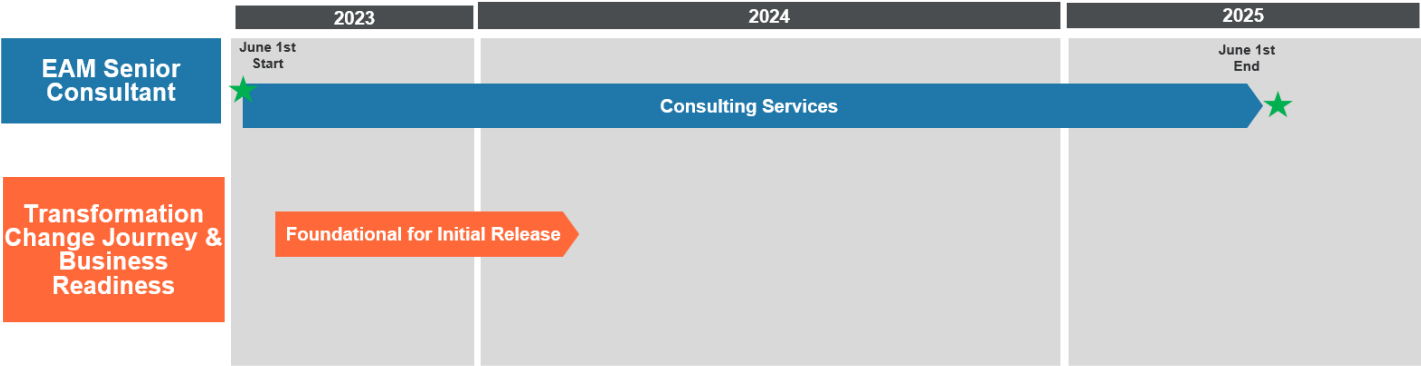 2023
2024
2025
EAM Senior
Consultant
June 1st
Start
June 1st
End
Consulting Services
Transformation
Change Journey &
Business
Readiness
Foundational for Initial Release